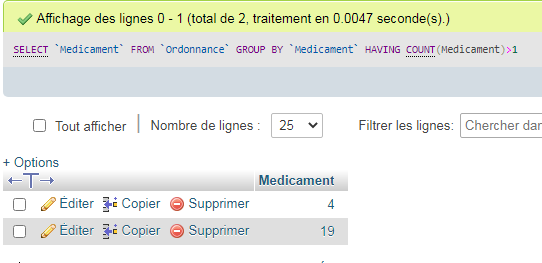 Affichage des lignes 0 - 1 (total de 2, traitement en 0.0047 seconde(s).)
SELECT `Medicament` FROM `Ordonnance` GROUP BY `Medicament` HAVING COUNT(Medicament)>1
Tout afficher Nombre de lignes : 25 Filtrer les lignes: Chercher dan
+ Options
←T→ Medicament
Éditer Copier Supprimer 4
Éditer Copier Supprimer 19